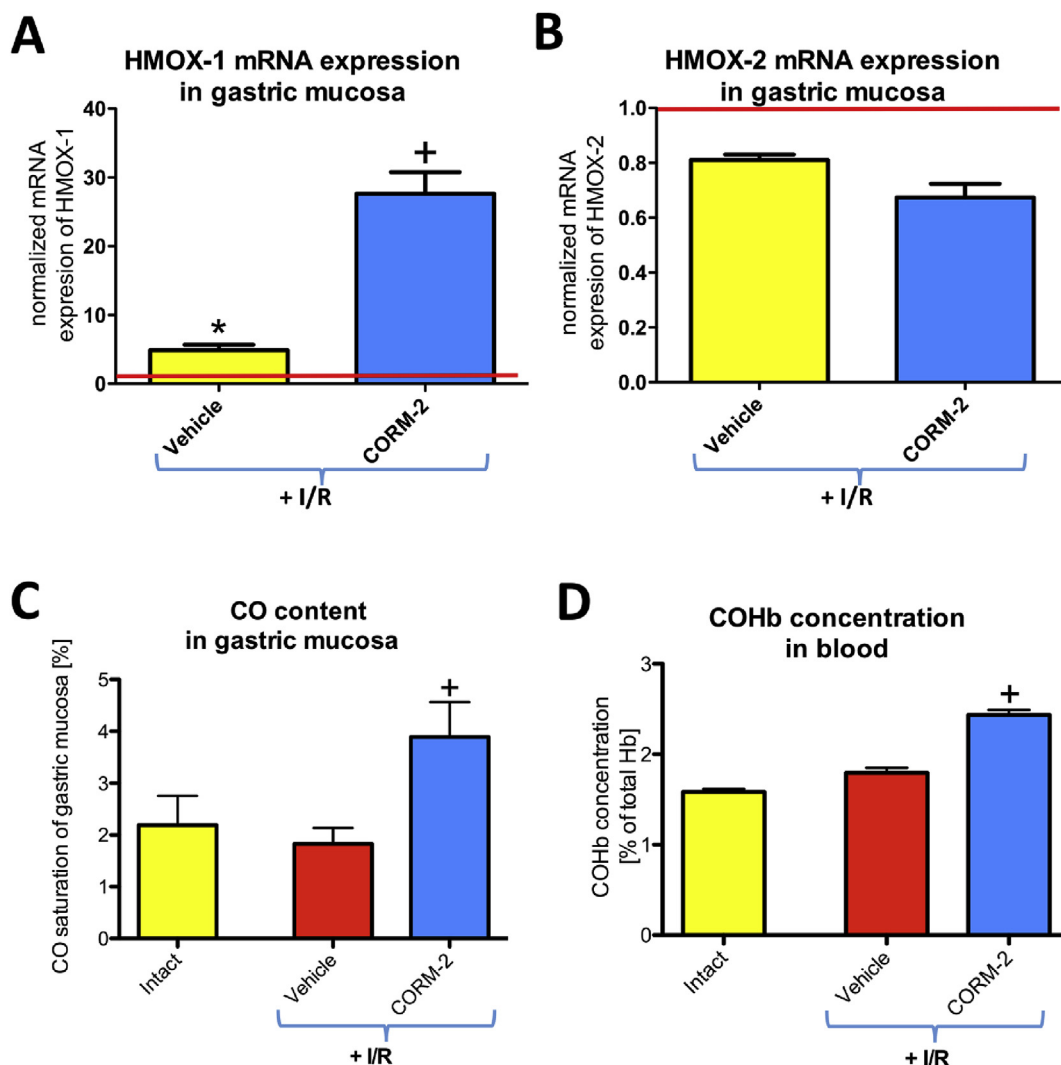 A
HMOX-1 mRNA expression
in gastric mucosa
normalized mRNA
expresion of HMOX-1
40
30
20
10
0
*
+
Vehicle
CORM-2
+ I/R
B
HMOX-2 mRNA expression
in gastric mucosa
normalized mRNA
expresion of HMOX-2
1.0
0.8
0.6
0.4
0.2
0.0
Vehicle
CORM-2
+ I/R
C
CO content
in gastric mucosa
CO saturation of gastric mucosa [%]
5
4
3
2
1
0
+
Intact
Vehicle
CORM-2
+ I/R
D
COHb concentration
in blood
COHb concentration
[% of total Hb]
3
2
1
0
+
Intact
Vehicle
CORM-2
+ I/R